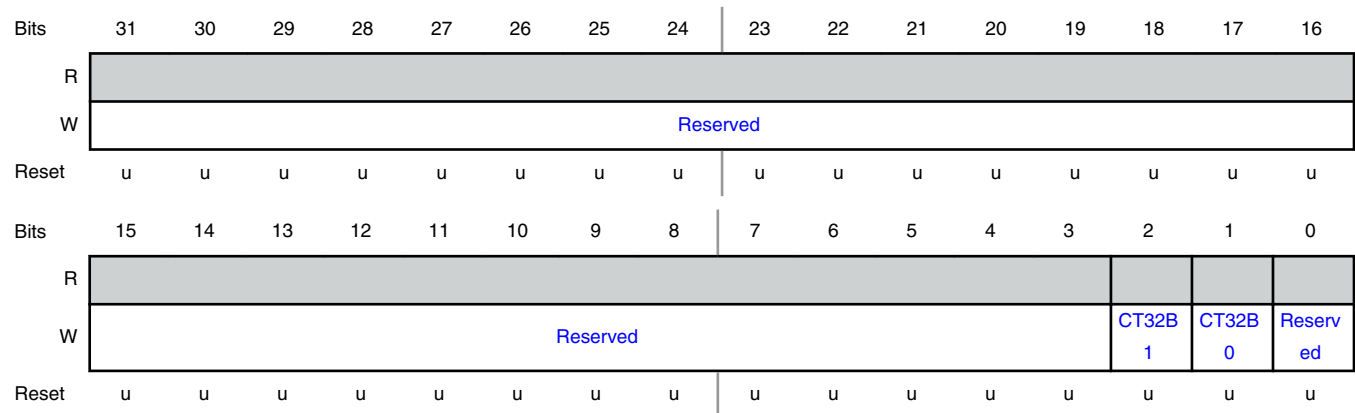 Bits 31 30 29 28 27 26 25 24 23 22 21 20 19 18 17 16
R
W Reserved
Reset u u u u u u u u u u u u u u u u
Bits 15 14 13 12 11 10 9 8 7 6 5 4 3 2 1 0
R
W Reserved CT32B CT32B Reserv
1 0 ed
Reset u u u u u u u u u u u u u u u u